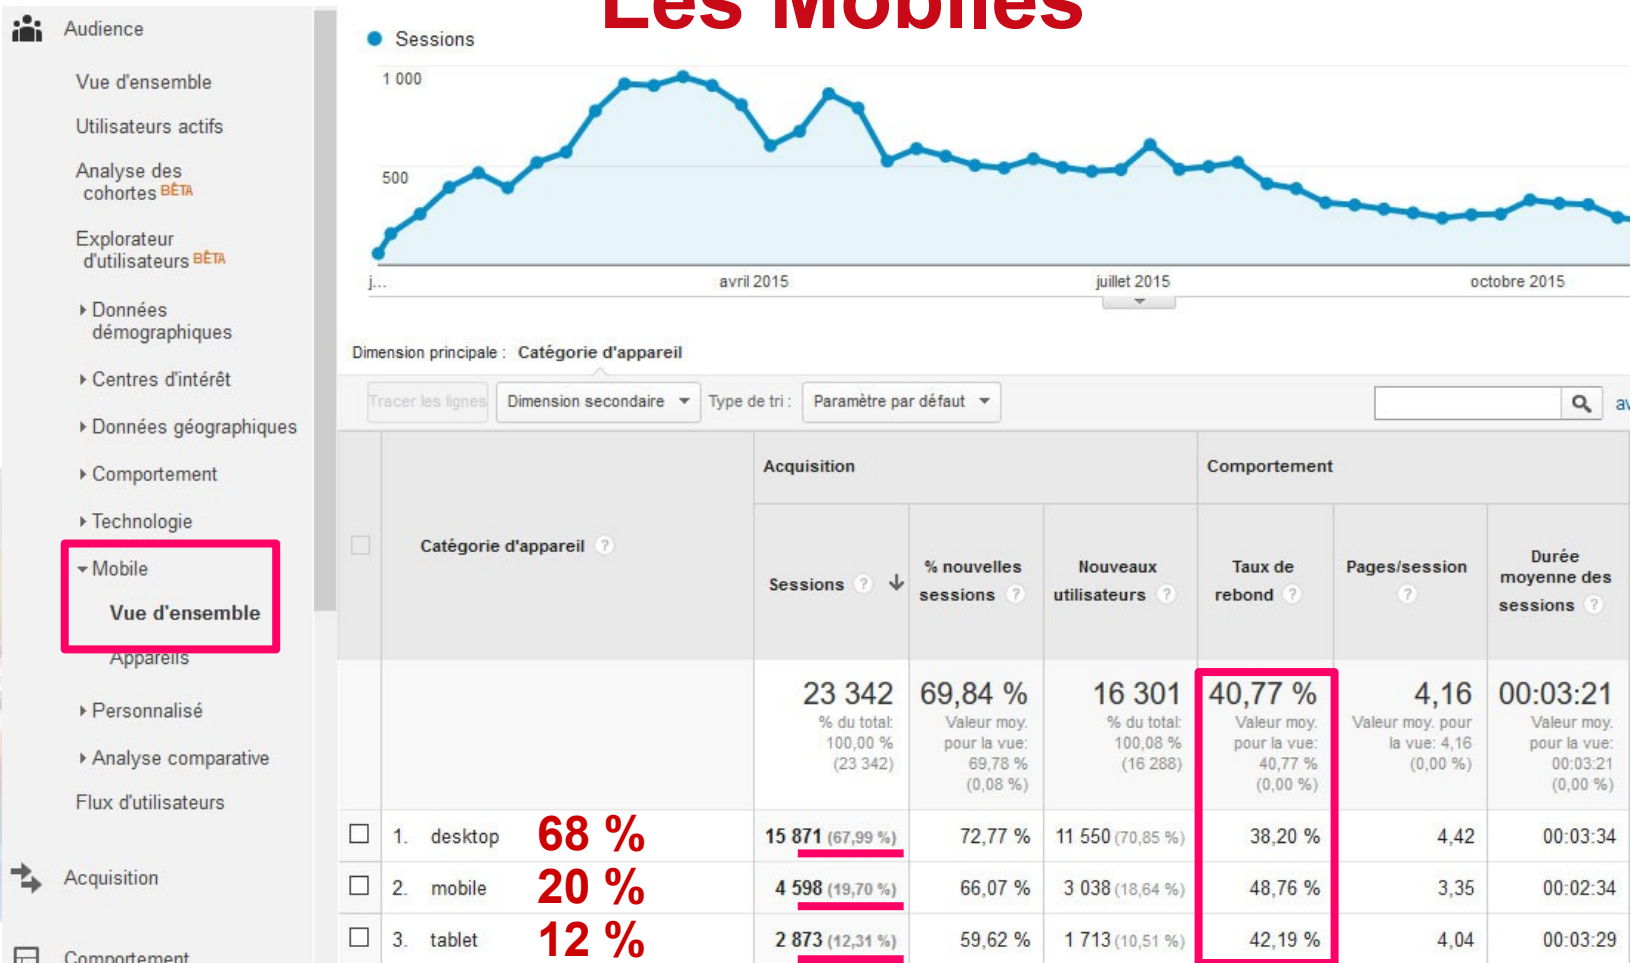 Les Mobiles
Audience
Vue d'ensemble
Utilisateurs actifs
Analyse des
cohortes BÊTA
Explorateur
d'utilisateurs BÊTA
Données
démographiques
Centres d'intérêt
Données géographiques
Comportement
Technologie
Mobile
Vue d'ensemble
Appareils
Personnalisé
Analyse comparative
Flux d'utilisateurs
Acquisition
Comportement
Sessions
1 000
500
j... avril 2015 juillet 2015 octobre 2015
Dimension principale : Catégorie d'appareil
Tracer les lignes Dimension secondaire Type de tri : Paramètre par défaut av
Acquisition Comportement
Catégorie d'appareil ?
Sessions ?
% nouvelles
sessions ?
Nouveaux
utilisateurs ?
Taux de
rebond ?
Pages/session
?
Durée
moyenne des
sessions ?
23 342
% du total:
100,00 %
(23 342)
69,84 %
Valeur moy.
pour la vue:
69,78 %
(0,08 %)
16 301
% du total:
100,08 %
(16 288)
40,77 %
Valeur moy.
pour la vue:
40,77 %
(0,00 %)
4,16
Valeur moy. pour
la vue: 4,16
(0,00 %)
00:03:21
Valeur moy.
pour la vue:
00:03:21
(0,00 %)
1. desktop 68 % 15 871 (67,99 %) 72,77 % 11 550 (70,85 %) 38,20 % 4,42 00:03:34
2. mobile 20 % 4 598 (19,70 %) 66,07 % 3 038 (18,64 %) 48,76 % 3,35 00:02:34
3. tablet 12 % 2 873 (12,31 %) 59,62 % 1 713 (10,51 %) 42,19 % 4,04 00:03:29